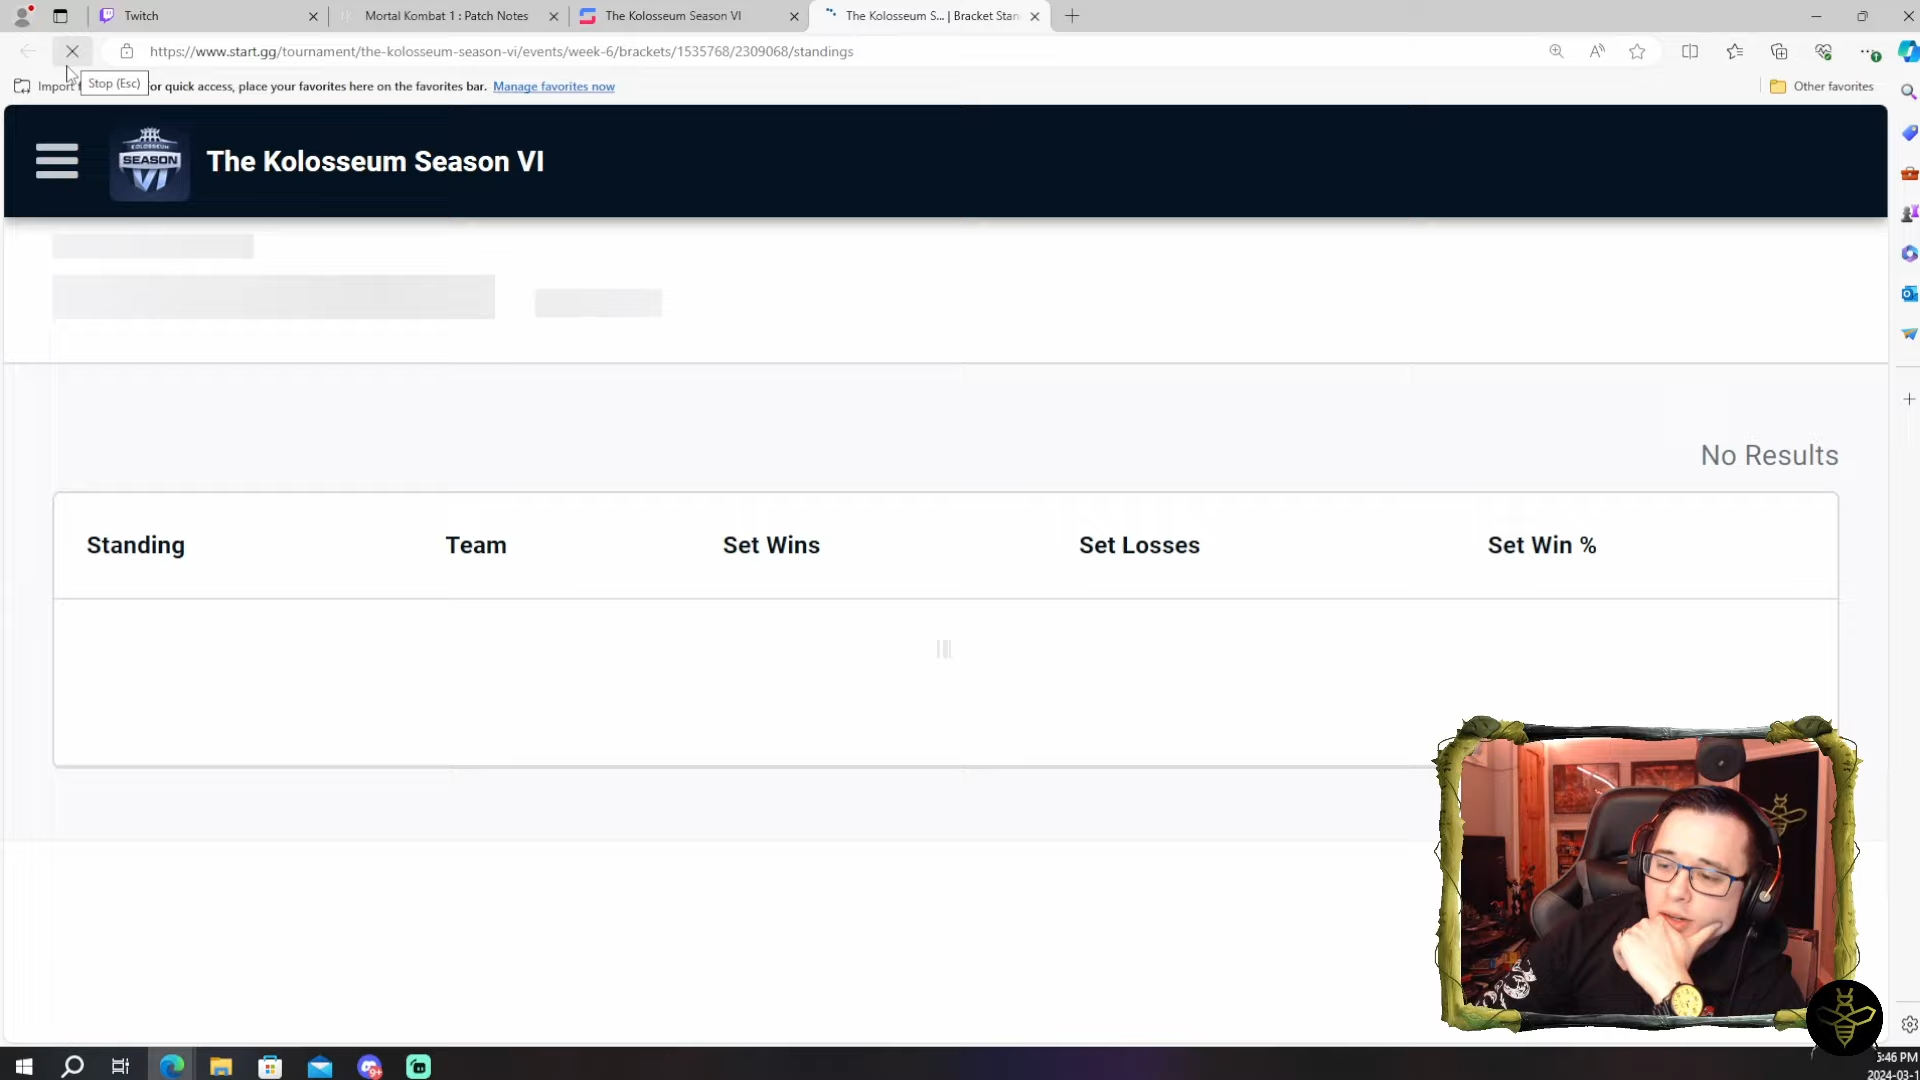 Twitch
Mortal Kombat 1 : Patch Notes
The Kolosseum Season VI
The Kolosseum S... | Bracket Stan
https://www.start.gg/tournament/the-kolosseum-season-vi/events/week-6/brackets/1535768/2309068/standings
Stop (Esc)
Import
or quick access, place your favorites here on the favorites bar. Manage favorites now
Other favorites
KOLOSSEUM
SEASON
VI
The Kolosseum Season VI
No Results
Standing Team Set Wins Set Losses Set Win %
9+
5:46 PM
2024-03-1